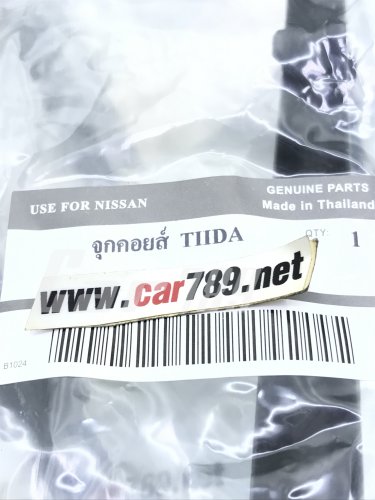 USE FOR NISSAN
GENUINE PARTS
Made in Thailand
จุกคอยส์ TIIDA
QTY: 1
www.car789.net
B1024